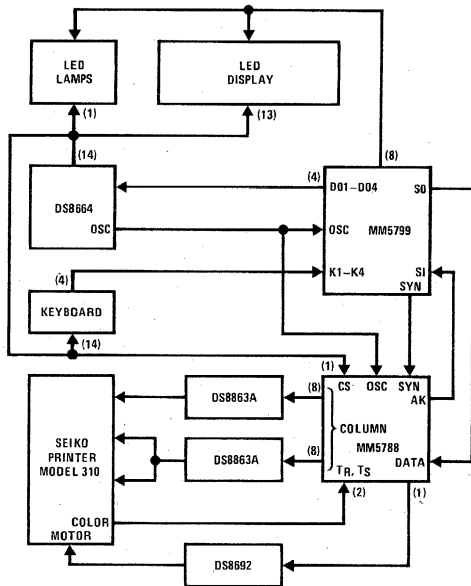 LED
LAMPS
LED
DISPLAY
(1)
(13)
(14)
(8)
(4)
DO1-DO4
SO
DS8664
OSC
OSC
MM5799
(4)
K1-K4
SI
SYN
KEYBOARD
(14)
(1)
CS
OSC
SYN
AK
DS8863A
(8)
COLUMN
MM5788
SEIKO
PRINTER
MODEL 310
DS8863A
(8)
DATA
TR, TS
(2)
(1)
COLOR
MOTOR
DS8692